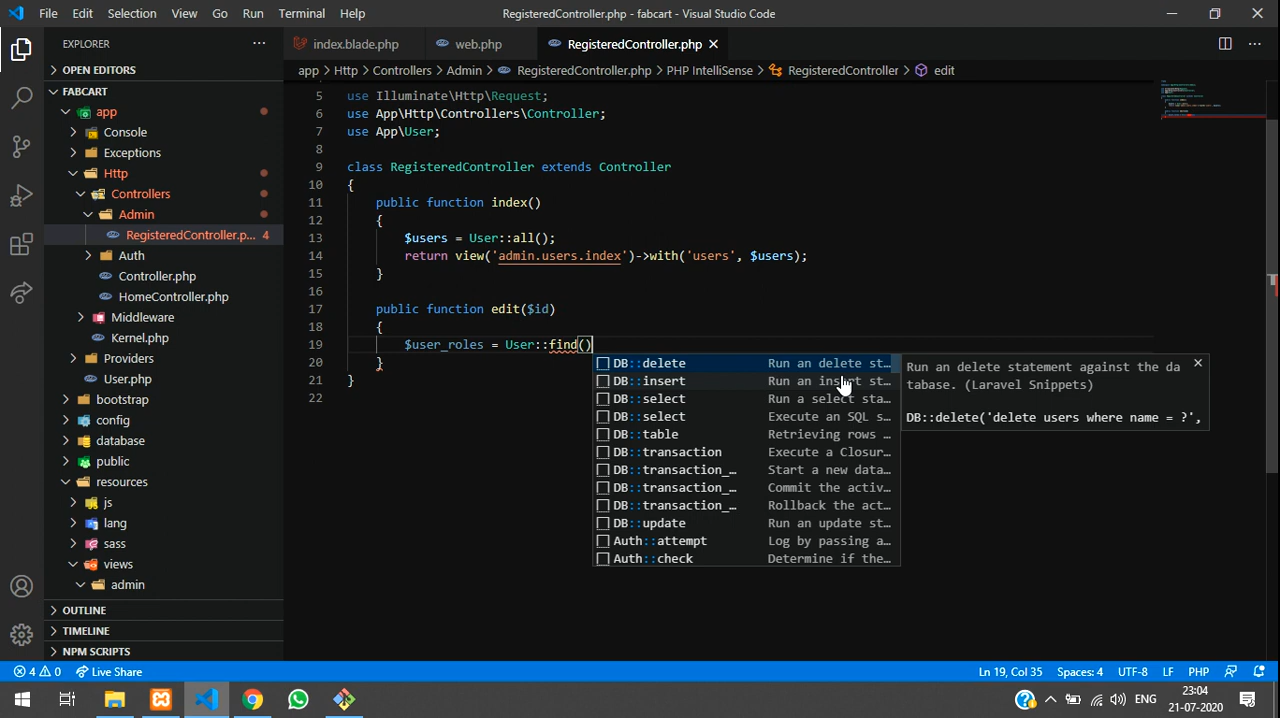 File Edit Selection View Go Run Terminal Help
RegisteredController.php - fabcart - Visual Studio Code
EXPLORER
index.blade.php
web.php
RegisteredController.php
OPEN EDITORS
app > Http > Controllers > Admin > RegisteredController.php > PHP IntelliSense > RegisteredController > edit
FABCART
app
Console
Exceptions
Http
Controllers
Admin
RegisteredController.p... 4
Auth
Controller.php
HomeController.php
Middleware
Kernel.php
Providers
User.php
bootstrap
config
database
public
resources
js
lang
sass
views
admin
OUTLINE
TIMELINE
NPM SCRIPTS
5 use Illuminate\Http\Request;
6 use App\Http\Controllers\Controller;
7 use App\User;
8
9 class RegisteredController extends Controller
10 {
11 public function index()
12 {
13 $users = User::all();
14 return view('admin.users.index')->with('users', $users);
15 }
16
17 public function edit($id)
18 {
19 $user_roles = User::find()
20 }
21 }
22
DB::delete Run an delete st...
DB::insert Run an insert st...
DB::select Run a select sta...
DB::select Execute an SQL s...
DB::table Retrieving rows ...
DB::transaction Execute a Closur...
DB::transaction_... Start a new data...
DB::transaction_... Commit the activ...
DB::transaction_... Rollback the act...
DB::update Run an update st...
Auth::attempt Log by passing a...
Auth::check Determine if the...
Run an delete statement against the da
tabase. (Laravel Snippets)
DB::delete('delete users where name = ?',
4 0 Live Share
Ln 19, Col 35 Spaces: 4 UTF-8 LF PHP
ENG
23:04
21-07-2020